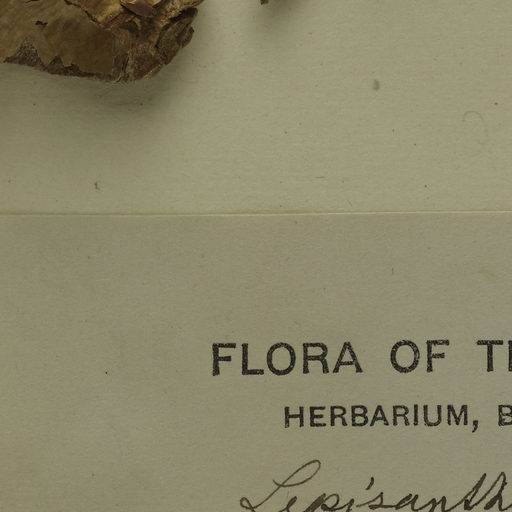 FLORA OF
HERBARIUM,
Lepisanth